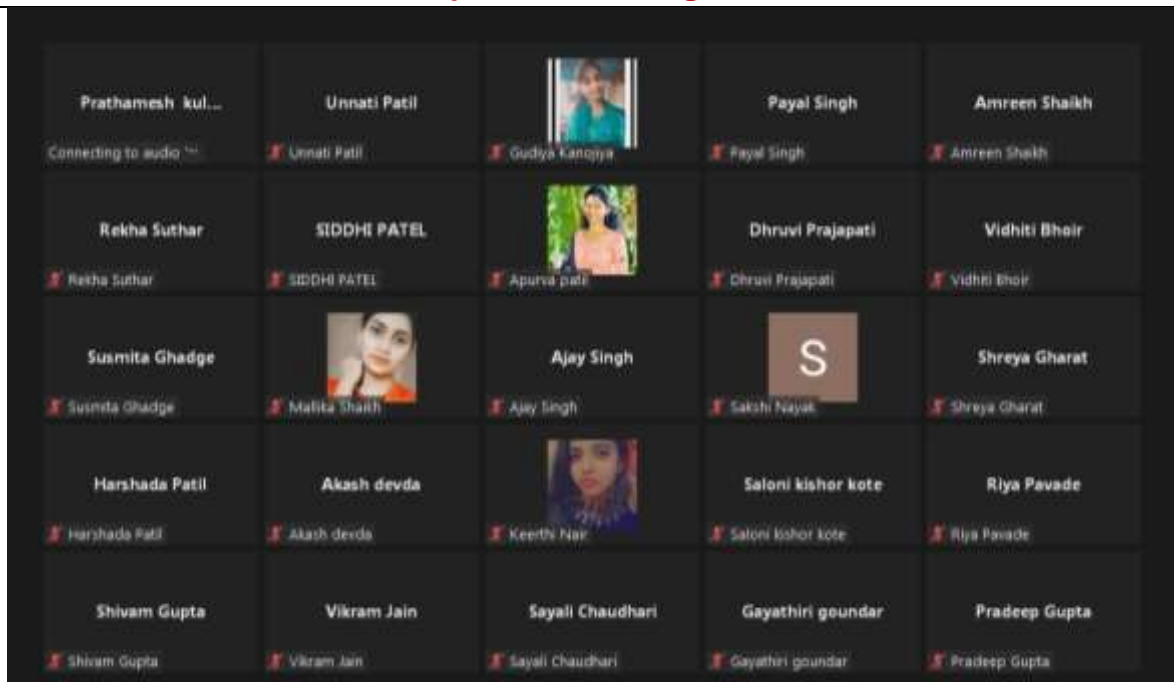 Prathamesh kul... Unnati Patil Payal Singh Amreen Shaikh
Connecting to audio Unnati Patil Gudiya Kanojiya Payal Singh Amreen Shaikh
Rekha Suthar SIDDHI PATEL Dhruvi Prajapati Vidhiti Bhoir
Rekha Suthar SIDDHI PATEL Apurva patil Dhruvi Prajapati Vidhiti Bhoir
Susmita Ghadge Ajay Singh S Shreya Gharat
Susmita Ghadge Mallika Shaikh Ajay Singh Sakshi Nayak Shreya Gharat
Harshada Patil Akash devda Saloni kishor kote Riya Pavade
Harshada Patil Akash devda Keerthi Nair Saloni kishor kote Riya Pavade
Shivam Gupta Vikram Jain Sayali Chaudhari Gayathiri goundar Pradeep Gupta
Shivam Gupta Vikram Jain Sayali Chaudhari Gayathiri goundar Pradeep Gupta